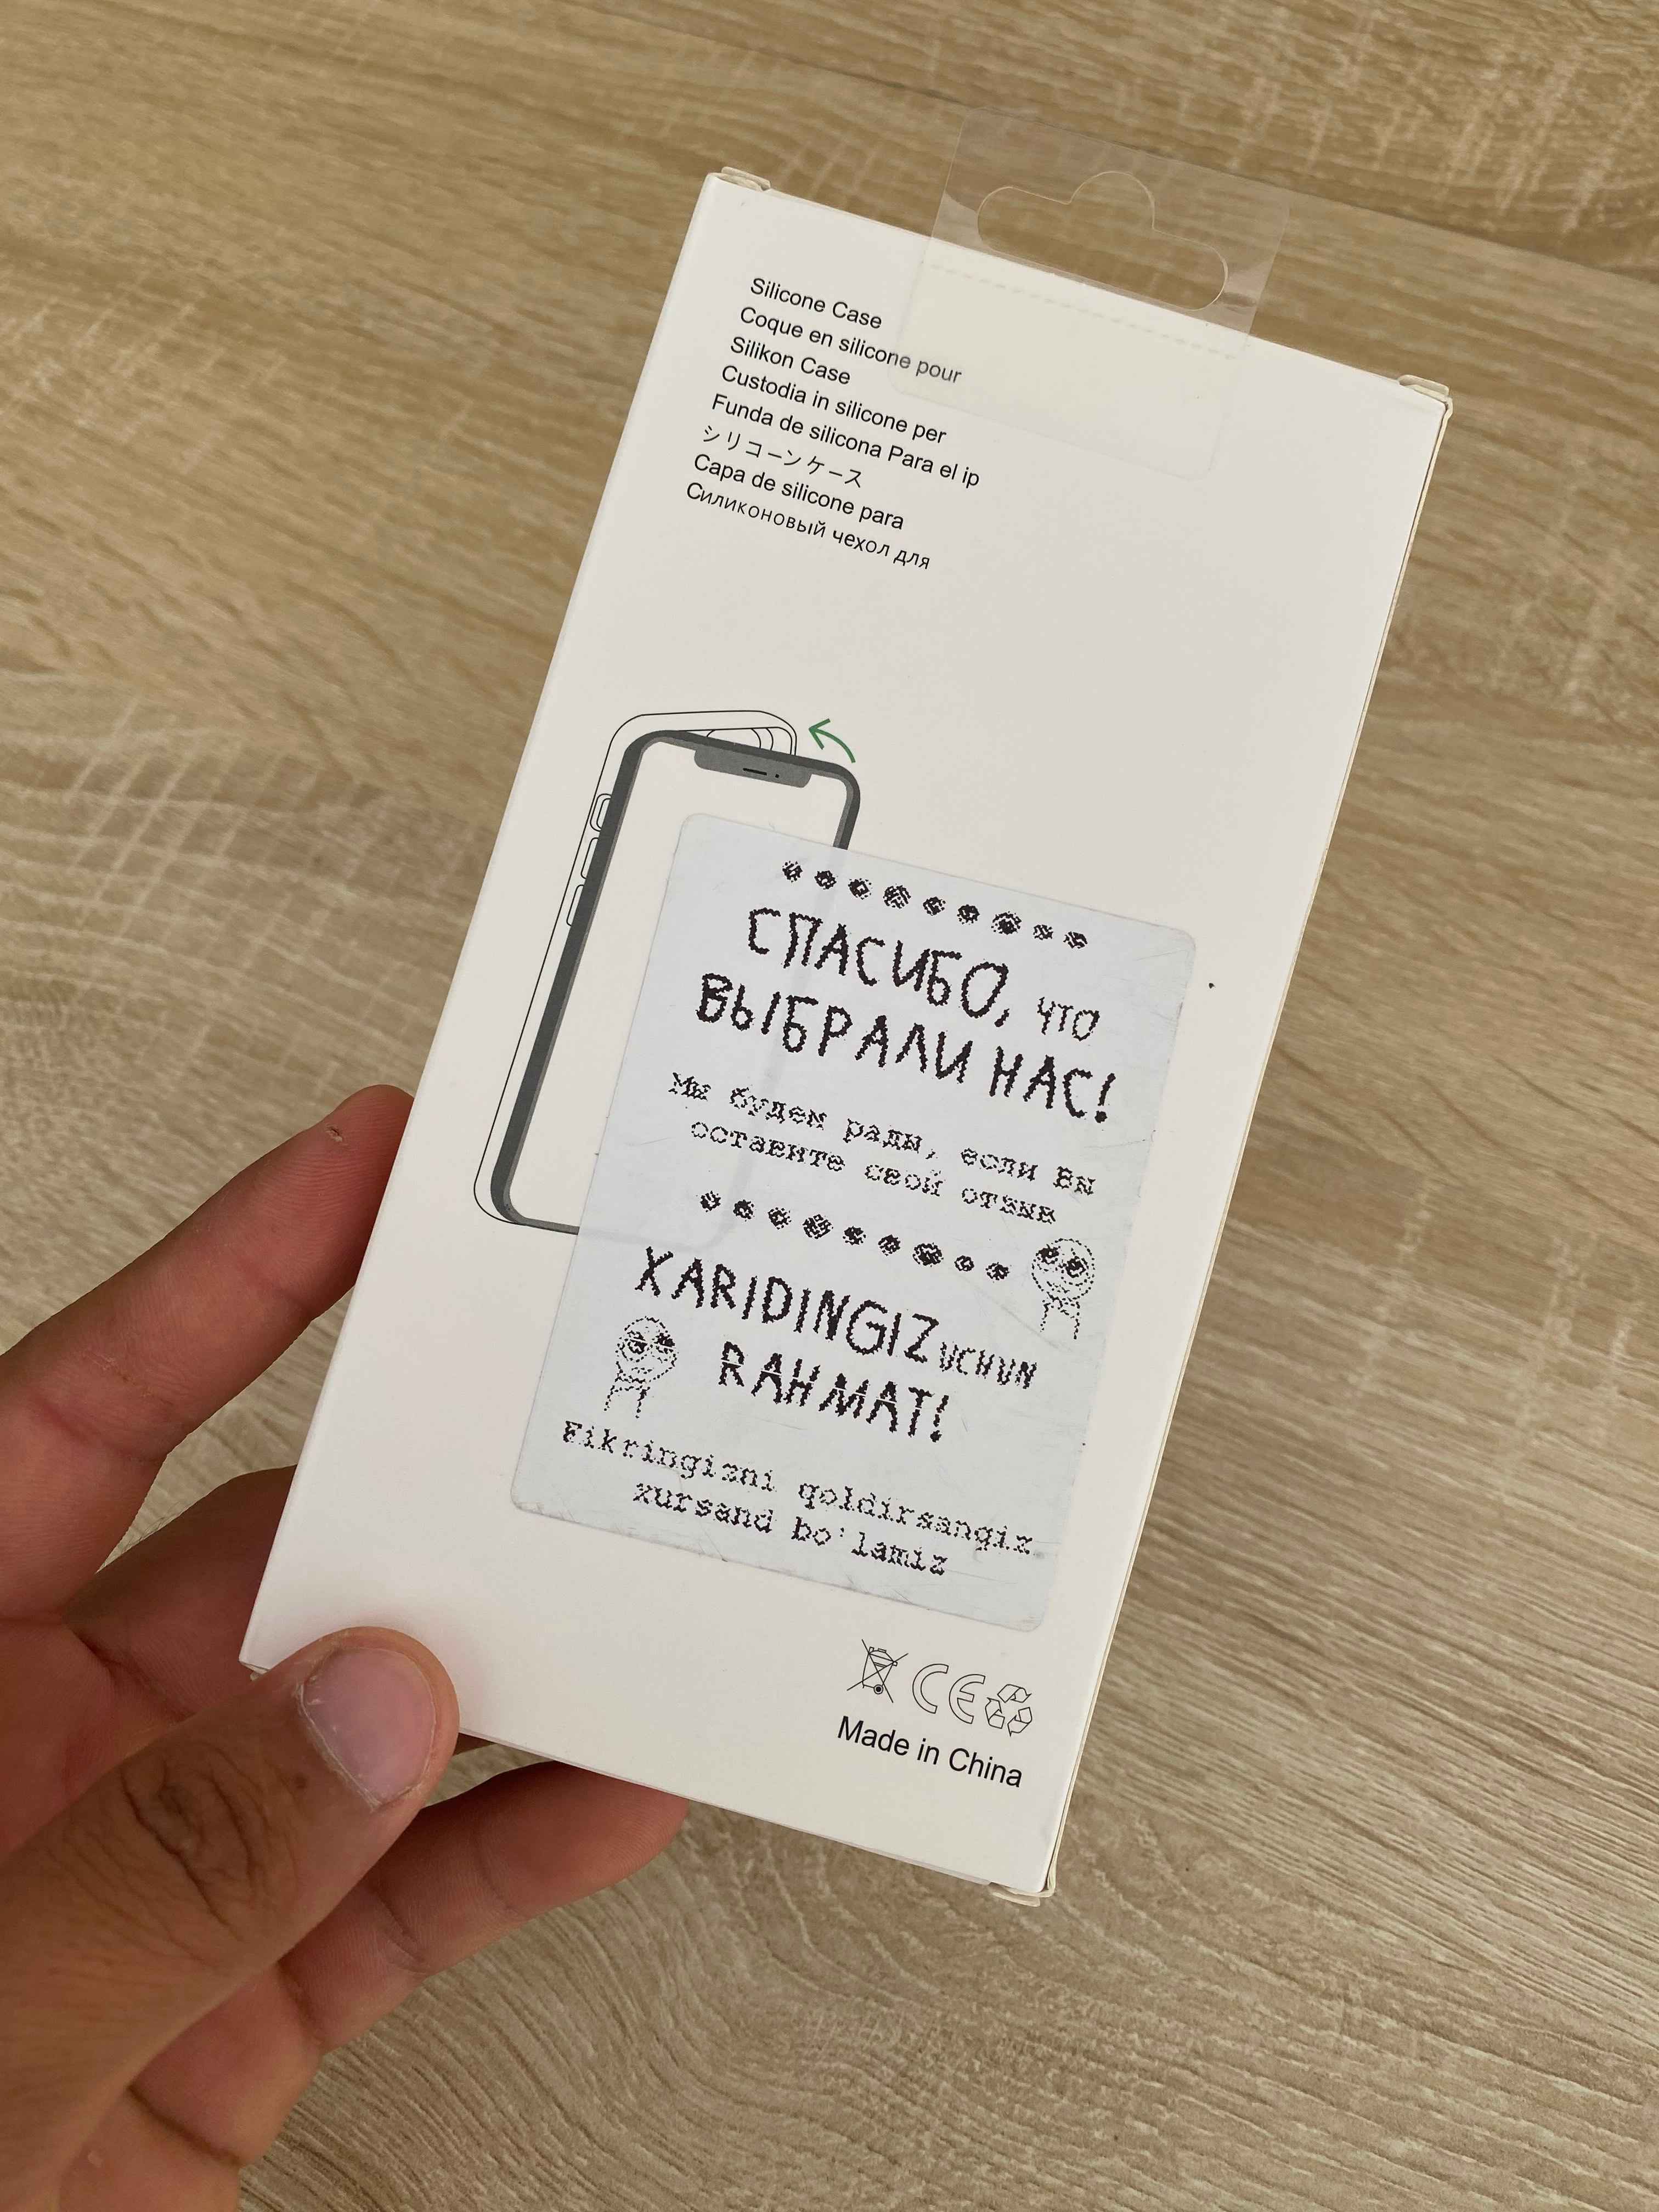 Silicone Case
Coque en silicone pour
Silikon Case
Custodia in silicone per
Funda de silicona Para el ip
シリコーンケース
Capa de silicone para
Силиконовый чехол для
СПАСИБО, ЧТО
ВЫБРАЛИ НАС!
Мы будем рады, если Вы
оставите свой отзыв
XARIDINGIZ UCHUN
RAHMAT!
Fikringizni qoldirsangiz
xursand bo'lamiz
CE
Made in China